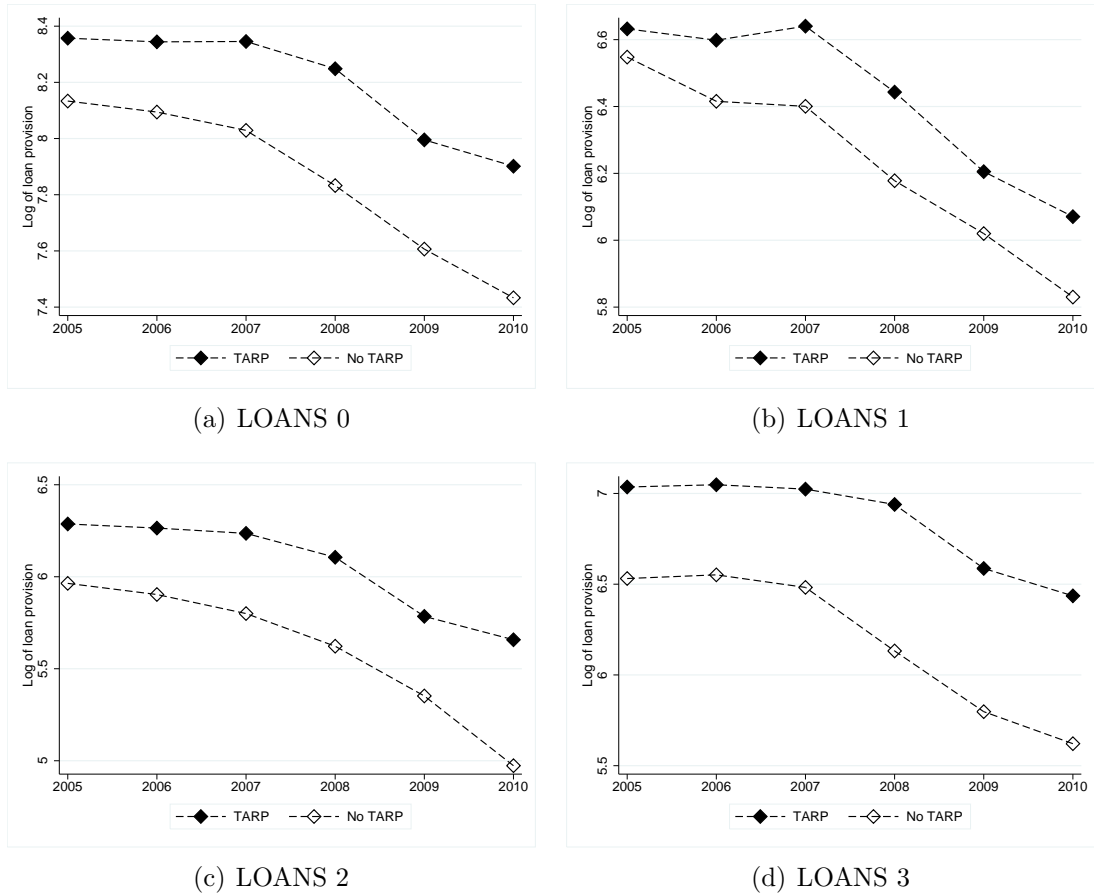 Log of loan provision
8.4
8.2
8
7.8
7.6
7.4
2005 2006 2007 2008 2009 2010
TARP No TARP
(a) LOANS 0
Log of loan provision
6.6
6.4
6.2
6
5.8
2005 2006 2007 2008 2009 2010
TARP No TARP
(b) LOANS 1
Log of loan provision
6.5
6
5.5
5
2005 2006 2007 2008 2009 2010
TARP No TARP
(c) LOANS 2
Log of loan provision
7
6.5
6
5.5
2005 2006 2007 2008 2009 2010
TARP No TARP
(d) LOANS 3